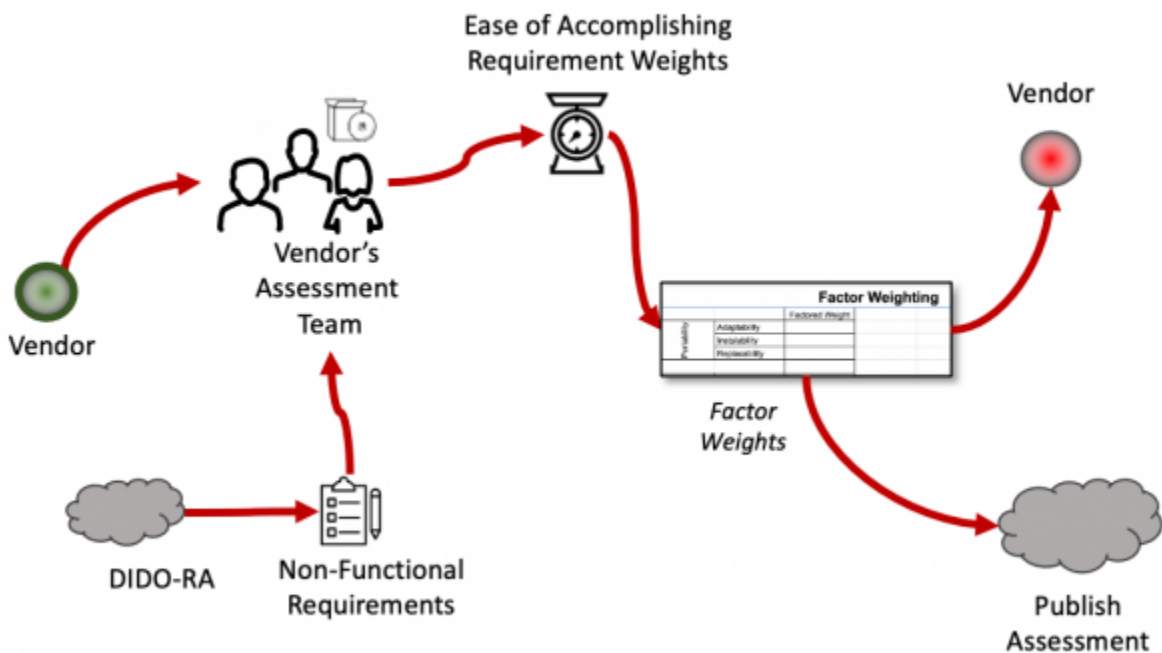 Ease of Accomplishing
Requirement Weights
Vendor
Vendor's
Assessment
Team
Vendor
Factor Weighting
Factored Weight
Portability
Adaptability
Instalability
Replaceability
Factor
Weights
DIDO-RA
Non-Functional
Requirements
Publish
Assessment